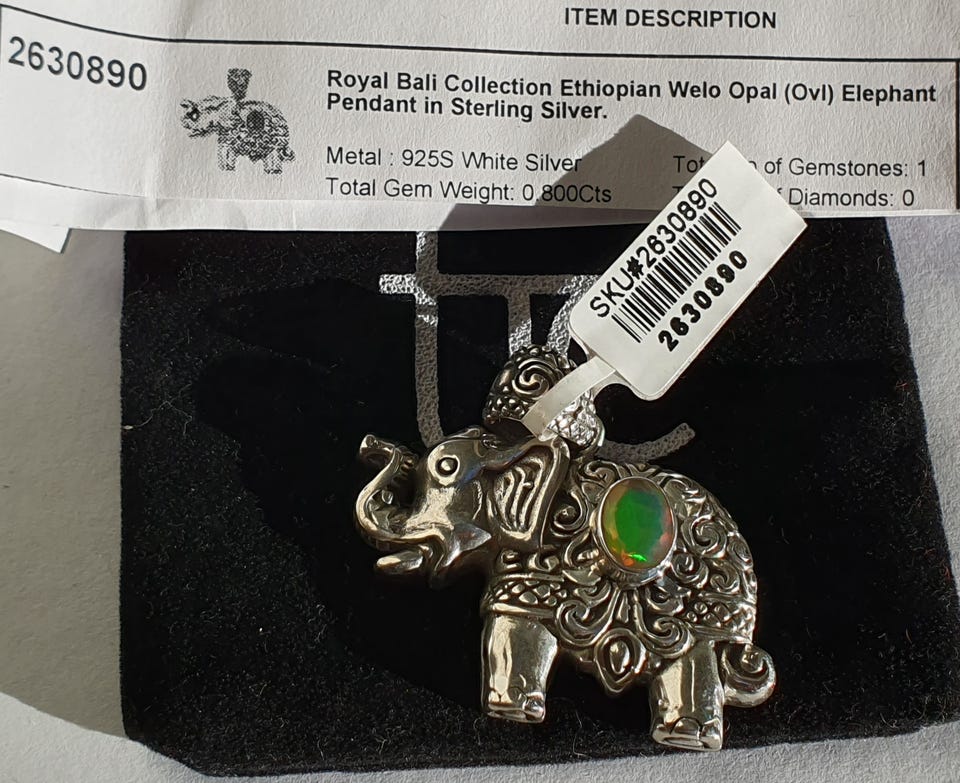 ITEM DESCRIPTION
2630890
Royal Bali Collection Ethiopian Welo Opal (Ovl) Elephant
Pendant in Sterling Silver.
Metal : 925S White Silver
of Gemstones: 1
Total Gem Weight: 0.800Cts
Diamonds: 0
SKU#2630890
2630890